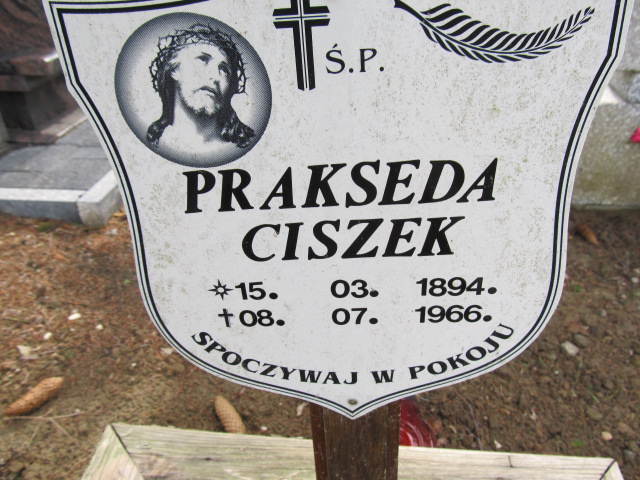 Ś.P.
PRAKSEDA
CISZEK
15. 03. 1894.
08. 07. 1966.
SPOCZYWAJ W POKOJU